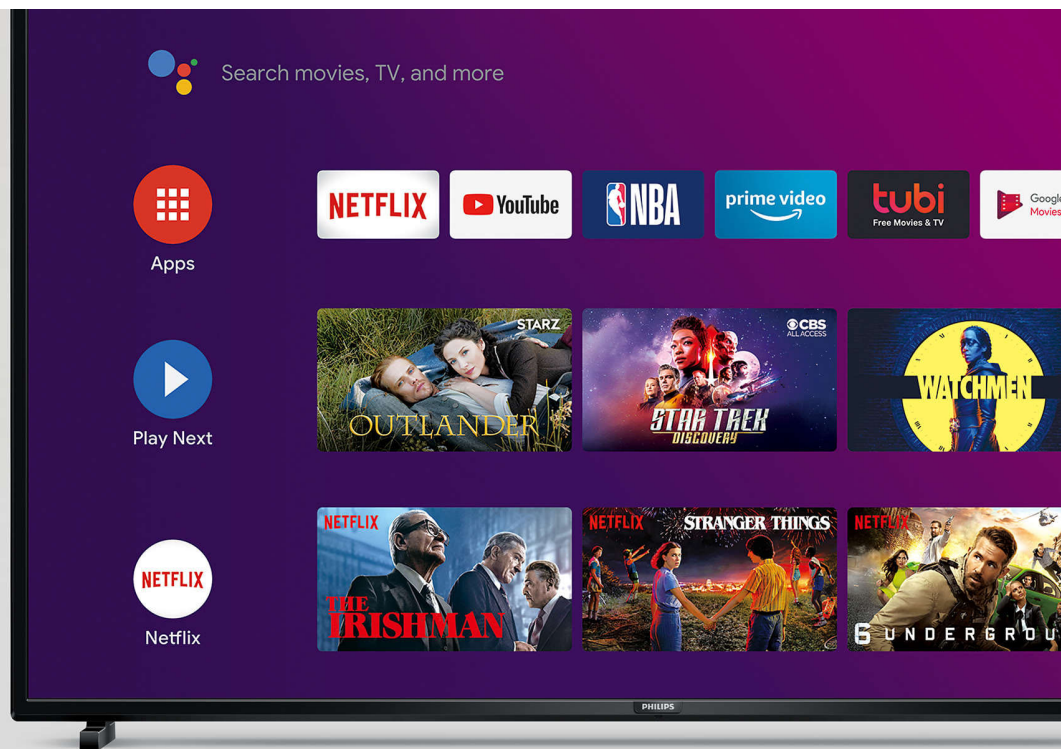 Search movies, TV, and more
Apps
NETFLIX
YouTube
NBA
prime video
tubi
Free Movies & TV
Google
Movies
Play Next
STARZ
OUTLANDER
CBS
ALL ACCESS
STAR TREK
DISCOVERY
WATCHMEN
NETFLIX
Netflix
NETFLIX
THE
IRISHMAN
NETFLIX
STRANGER THINGS
NETFLIX
6 UNDERGROU
PHILIPS